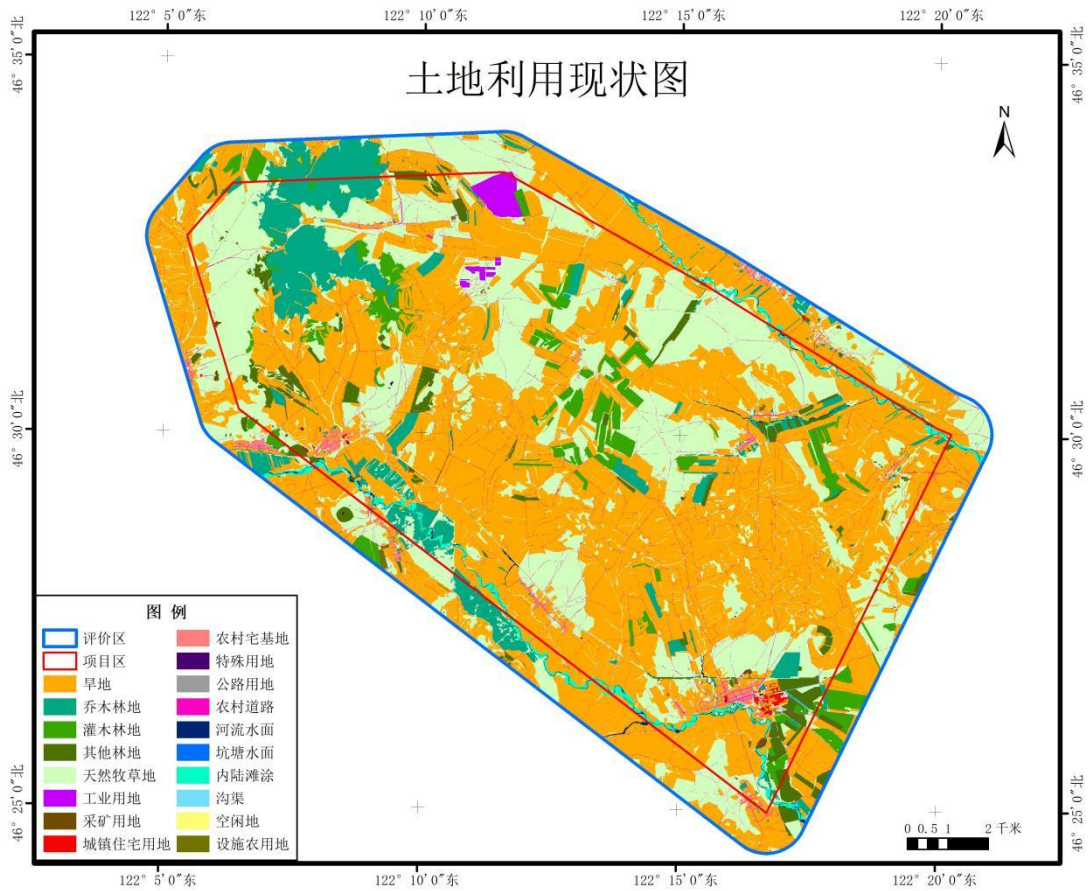 122° 5′ 0″东 122° 10′ 0″东 122° 15′ 0″东 122° 20′ 0″东
46° 35′ 0″北
46° 35′ 0″北
土地利用现状图
N
46° 30′ 0″北
46° 30′ 0″北
图 例
评价区 农村宅基地
项目区 特殊用地
旱地 公路用地
乔木林地 农村道路
灌木林地 河流水面
其他林地 坑塘水面
天然牧草地 内陆滩涂
工业用地 沟渠
采矿用地 空闲地
城镇住宅用地 设施农用地
46° 25′ 0″北
46° 25′ 0″北
0 0.5 1 2 千米
122° 5′ 0″东 122° 10′ 0″东 122° 15′ 0″东 122° 20′ 0″东